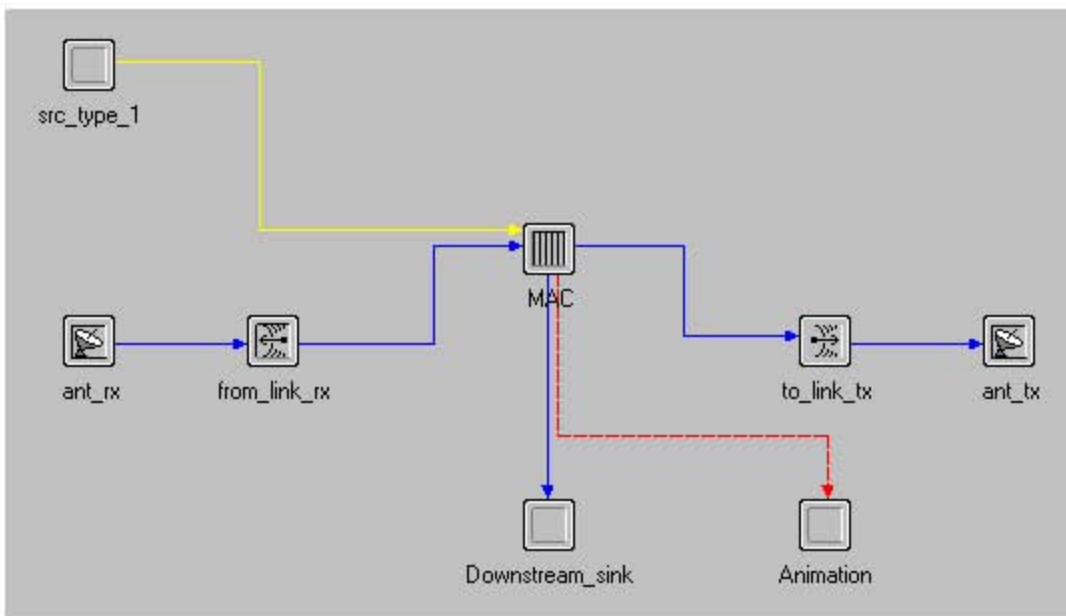 src_type_1
MAC
ant_rx
from_link_rx
to_link_tx
ant_tx
Downstream_sink
Animation